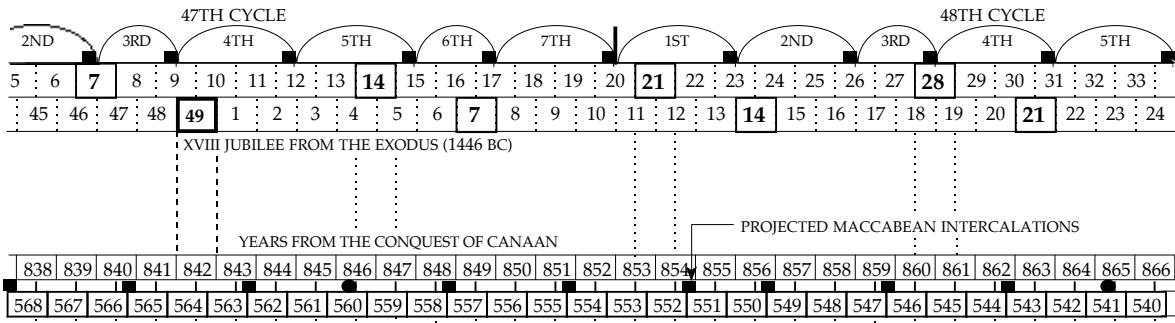 47TH CYCLE 48TH CYCLE
2ND 3RD 4TH 5TH 6TH 7TH 1ST 2ND 3RD 4TH 5TH
5 6 7 8 9 10 11 12 13 14 15 16 17 18 19 20 21 22 23 24 25 26 27 28 29 30 31 32 33
45 46 47 48 49 1 2 3 4 5 6 7 8 9 10 11 12 13 14 15 16 17 18 19 20 21 22 23 24
XVIII JUBILEE FROM THE EXODUS (1446 BC)
PROJECTED MACCABEAN INTERCALATIONS
YEARS FROM THE CONQUEST OF CANAAN
838 839 840 841 842 843 844 845 846 847 848 849 850 851 852 853 854 855 856 857 858 859 860 861 862 863 864 865 866
568 567 566 565 564 563 562 561 560 559 558 557 556 555 554 553 552 551 550 549 548 547 546 545 544 543 542 541 540